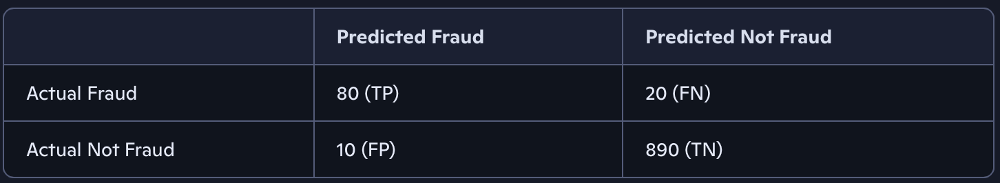 Predicted Fraud Predicted Not Fraud
Actual Fraud 80 (TP) 20 (FN)
Actual Not Fraud 10 (FP) 890 (TN)